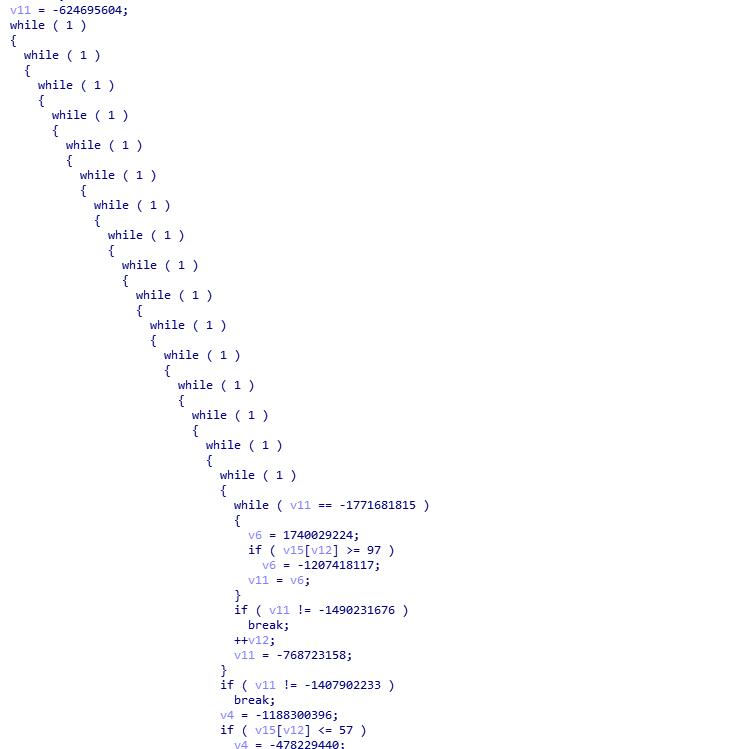 v11 = -624695604;
while ( 1 )
{
while ( 1 )
{
while ( 1 )
{
while ( 1 )
{
while ( 1 )
{
while ( 1 )
{
while ( 1 )
{
while ( 1 )
{
while ( 1 )
{
while ( 1 )
{
while ( 1 )
{
while ( 1 )
{
while ( 1 )
{
while ( 1 )
{
while ( 1 )
{
while ( 1 )
{
while ( v11 == -1771681815 )
{
v6 = 1740029224;
if ( v15[v12] >= 97 )
v6 = -1207418117;
v11 = v6;
}
if ( v11 != -1490231676 )
break;
++v12;
v11 = -768723158;
}
if ( v11 != -1407902233 )
break;
v4 = -1188300396;
if ( v15[v12] <= 57 )
v4 = -478229440;